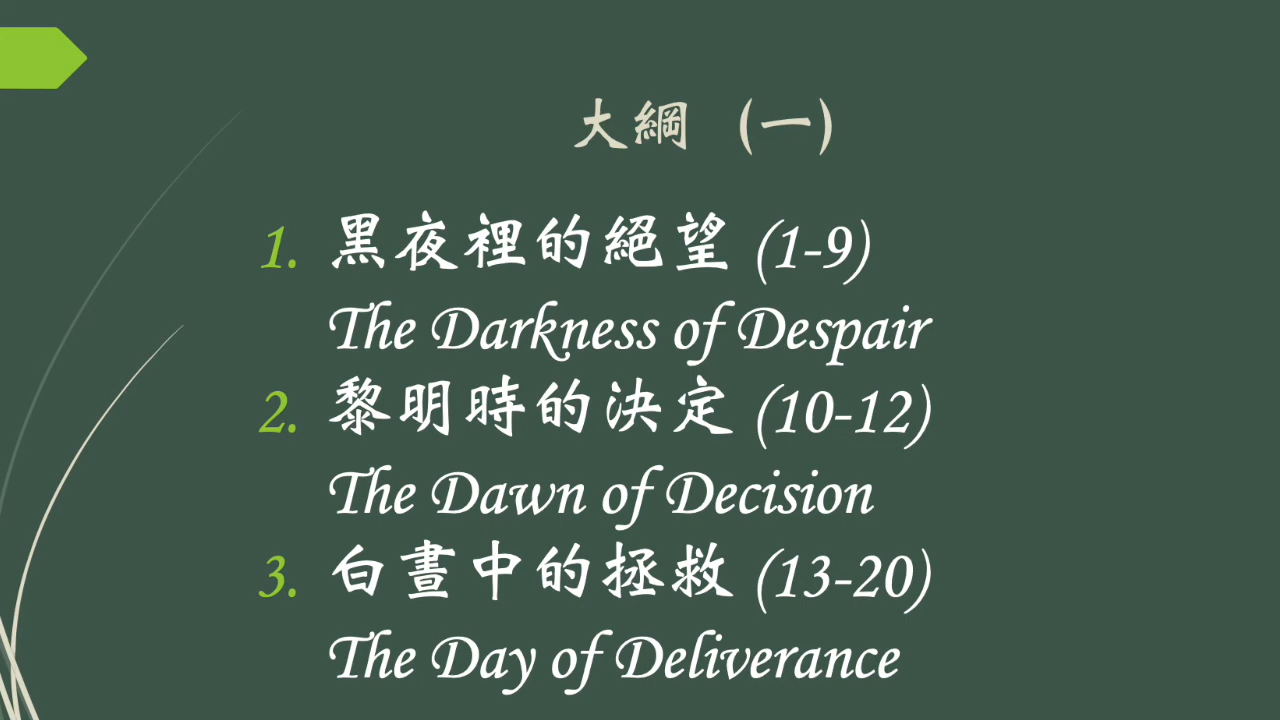 大綱 (一)
1. 黑夜裡的絕望 (1-9)
The Darkness of Despair
2. 黎明時的決定 (10-12)
The Dawn of Decision
3. 白晝中的拯救 (13-20)
The Day of Deliverance